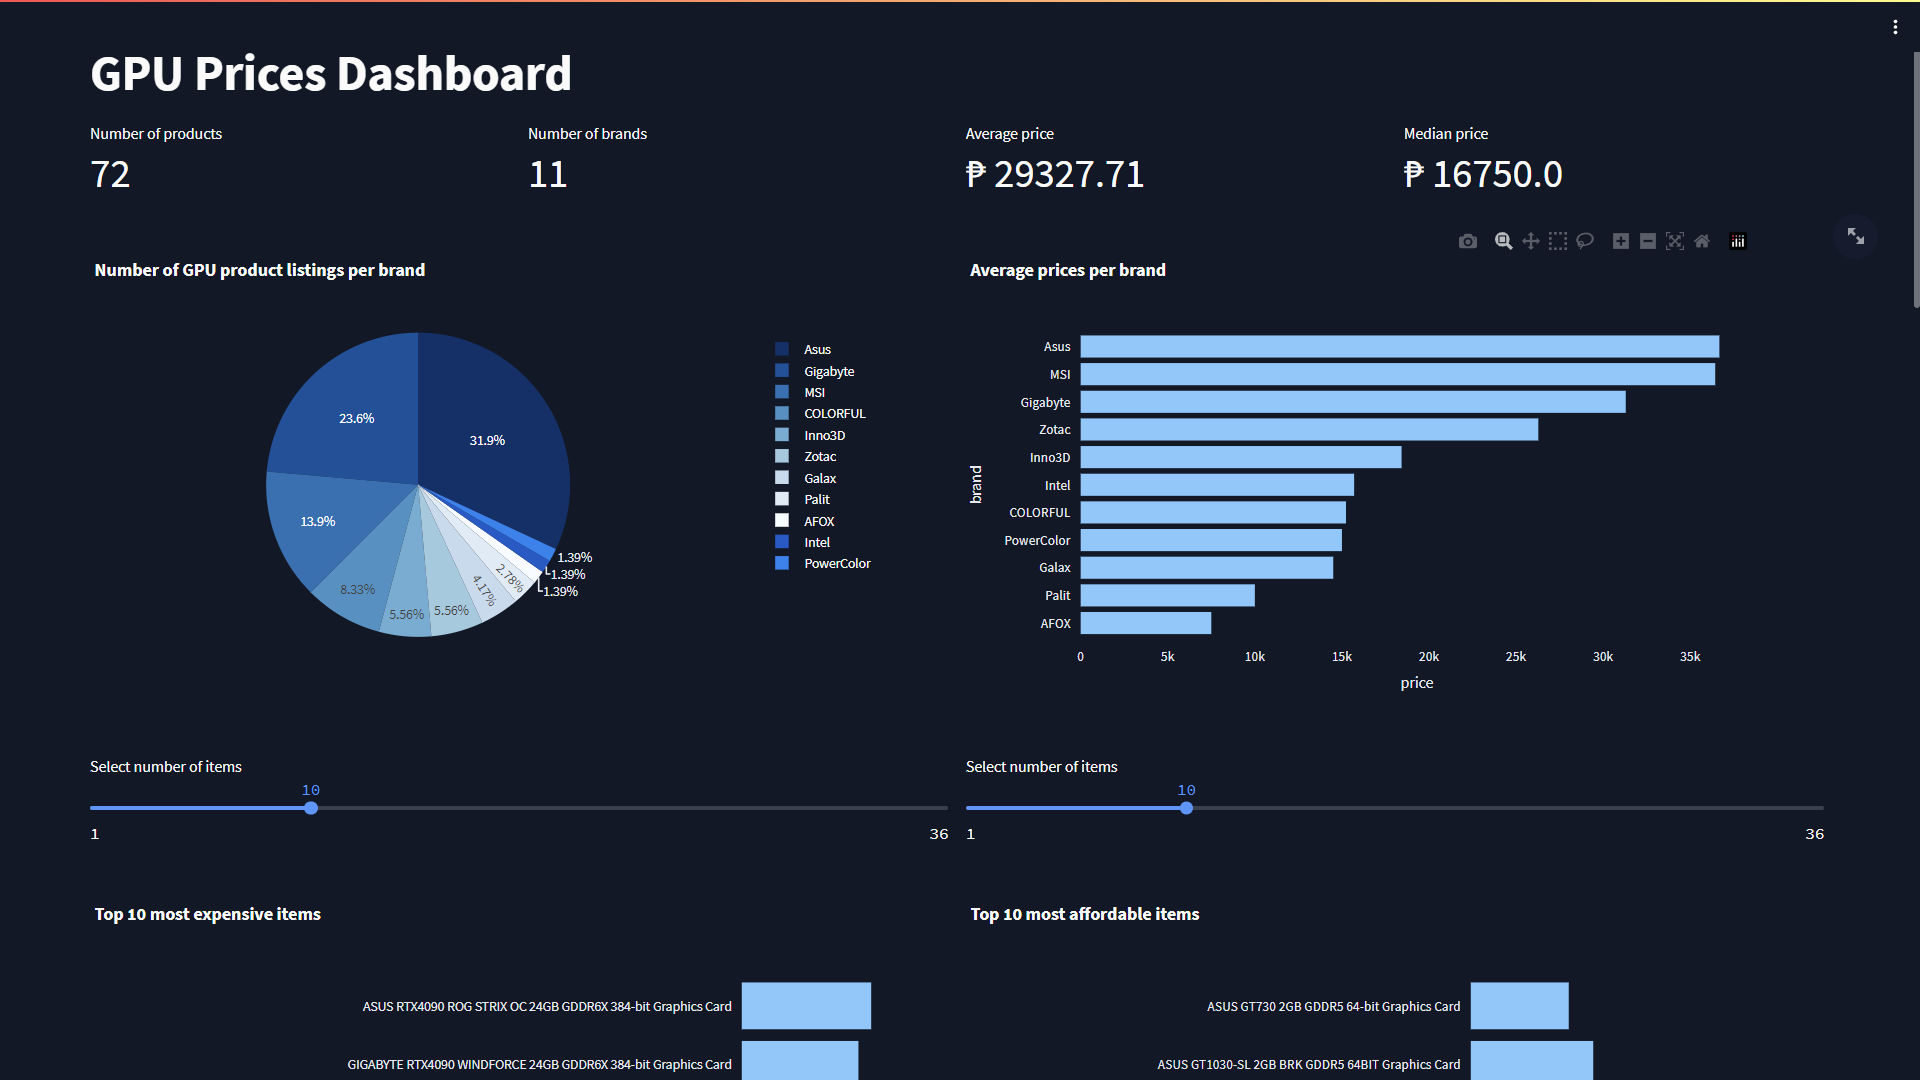 GPU Prices Dashboard
Number of products
72
Number of brands
11
Average price
₱ 29327.71
Median price
₱ 16750.0
Number of GPU product listings per brand
31.9%
23.6%
13.9%
8.33%
5.56%
5.56%
4.17%
2.78%
1.39%
1.39%
1.39%
Asus
Gigabyte
MSI
COLORFUL
Inno3D
Zotac
Galax
Palit
AFOX
Intel
PowerColor
Average prices per brand
brand
Asus
MSI
Gigabyte
Zotac
Inno3D
Intel
COLORFUL
PowerColor
Galax
Palit
AFOX
0 5k 10k 15k 20k 25k 30k 35k
price
Select number of items
10
1 36
Select number of items
10
1 36
Top 10 most expensive items
ASUS RTX4090 ROG STRIX OC 24GB GDDR6X 384-bit Graphics Card
GIGABYTE RTX4090 WINDFORCE 24GB GDDR6X 384-bit Graphics Card
Top 10 most affordable items
ASUS GT730 2GB GDDR5 64-bit Graphics Card
ASUS GT1030-SL 2GB BRK GDDR5 64BIT Graphics Card